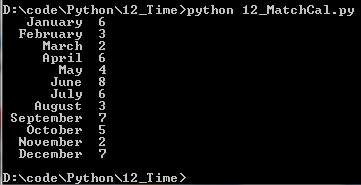 D:\code\Python\12_Time>python 12_MatchCal.py
January 6
February 3
March 2
April 6
May 4
June 8
July 6
August 3
September 7
October 5
November 2
December 7
D:\code\Python\12_Time>